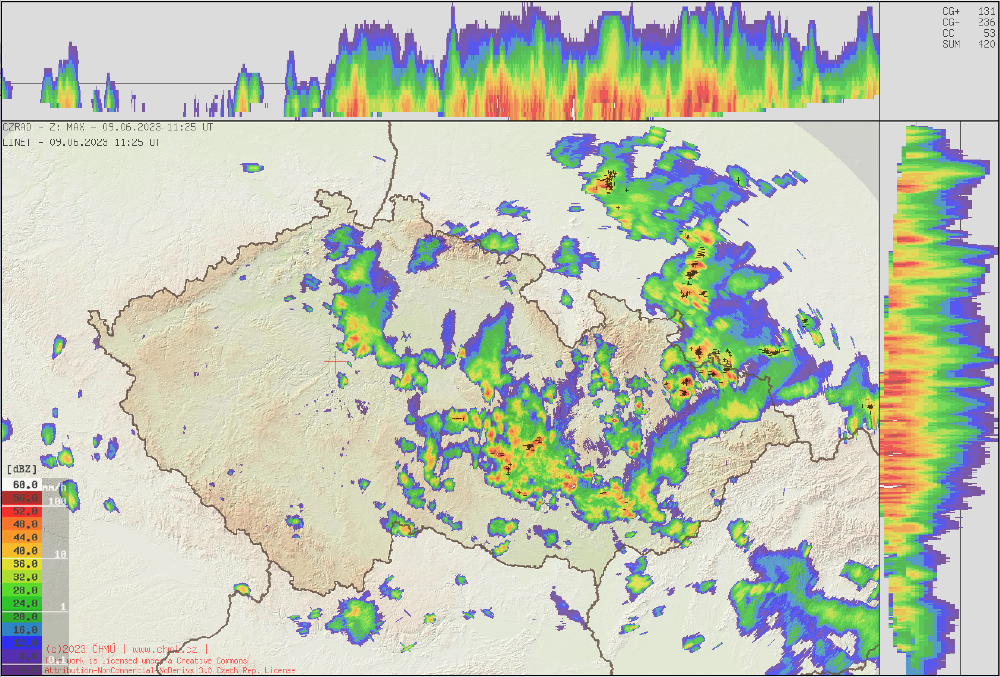 CG+ 131
CG- 236
CC 53
SUM 420
CZRAD - Z: MAX - 09.06.2023 11:25 UT
LINET - 09.06.2023 11:25 UT
[dBZ]
60.0 mm/h
56.0 100
52.0
48.0
44.0
40.0 10
36.0
32.0
28.0
24.0 1
20.0
16.0
12.0
8.0 0.1
4.0
(c)2023 ČHMÚ | www.chmi.cz |
This work is licensed under a Creative Commons
Attribution-NonCommercial-NoDerivs 3.0 Czech Rep. License